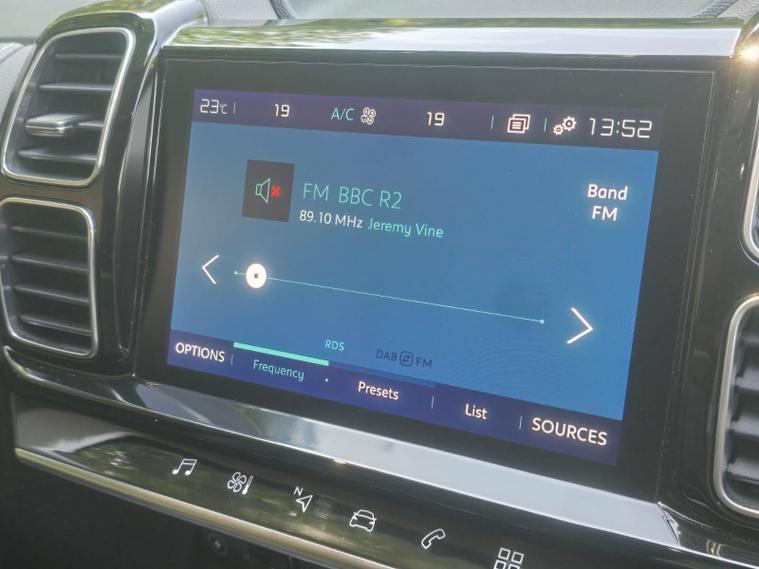 23°C 19 A/C 19 13:52
FM BBC R2
89.10 MHz Jeremy Vine
Band
FM
RDS
DAB FM
OPTIONS Frequency Presets List SOURCES
N